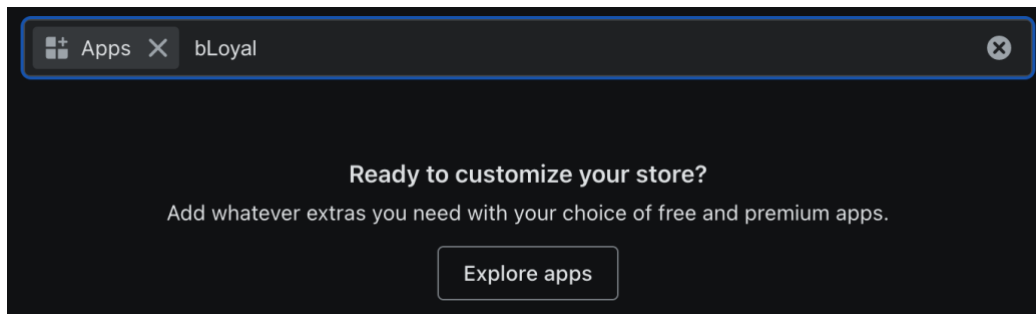 Apps bLoyal
Ready to customize your store?
Add whatever extras you need with your choice of free and premium apps.
Explore apps